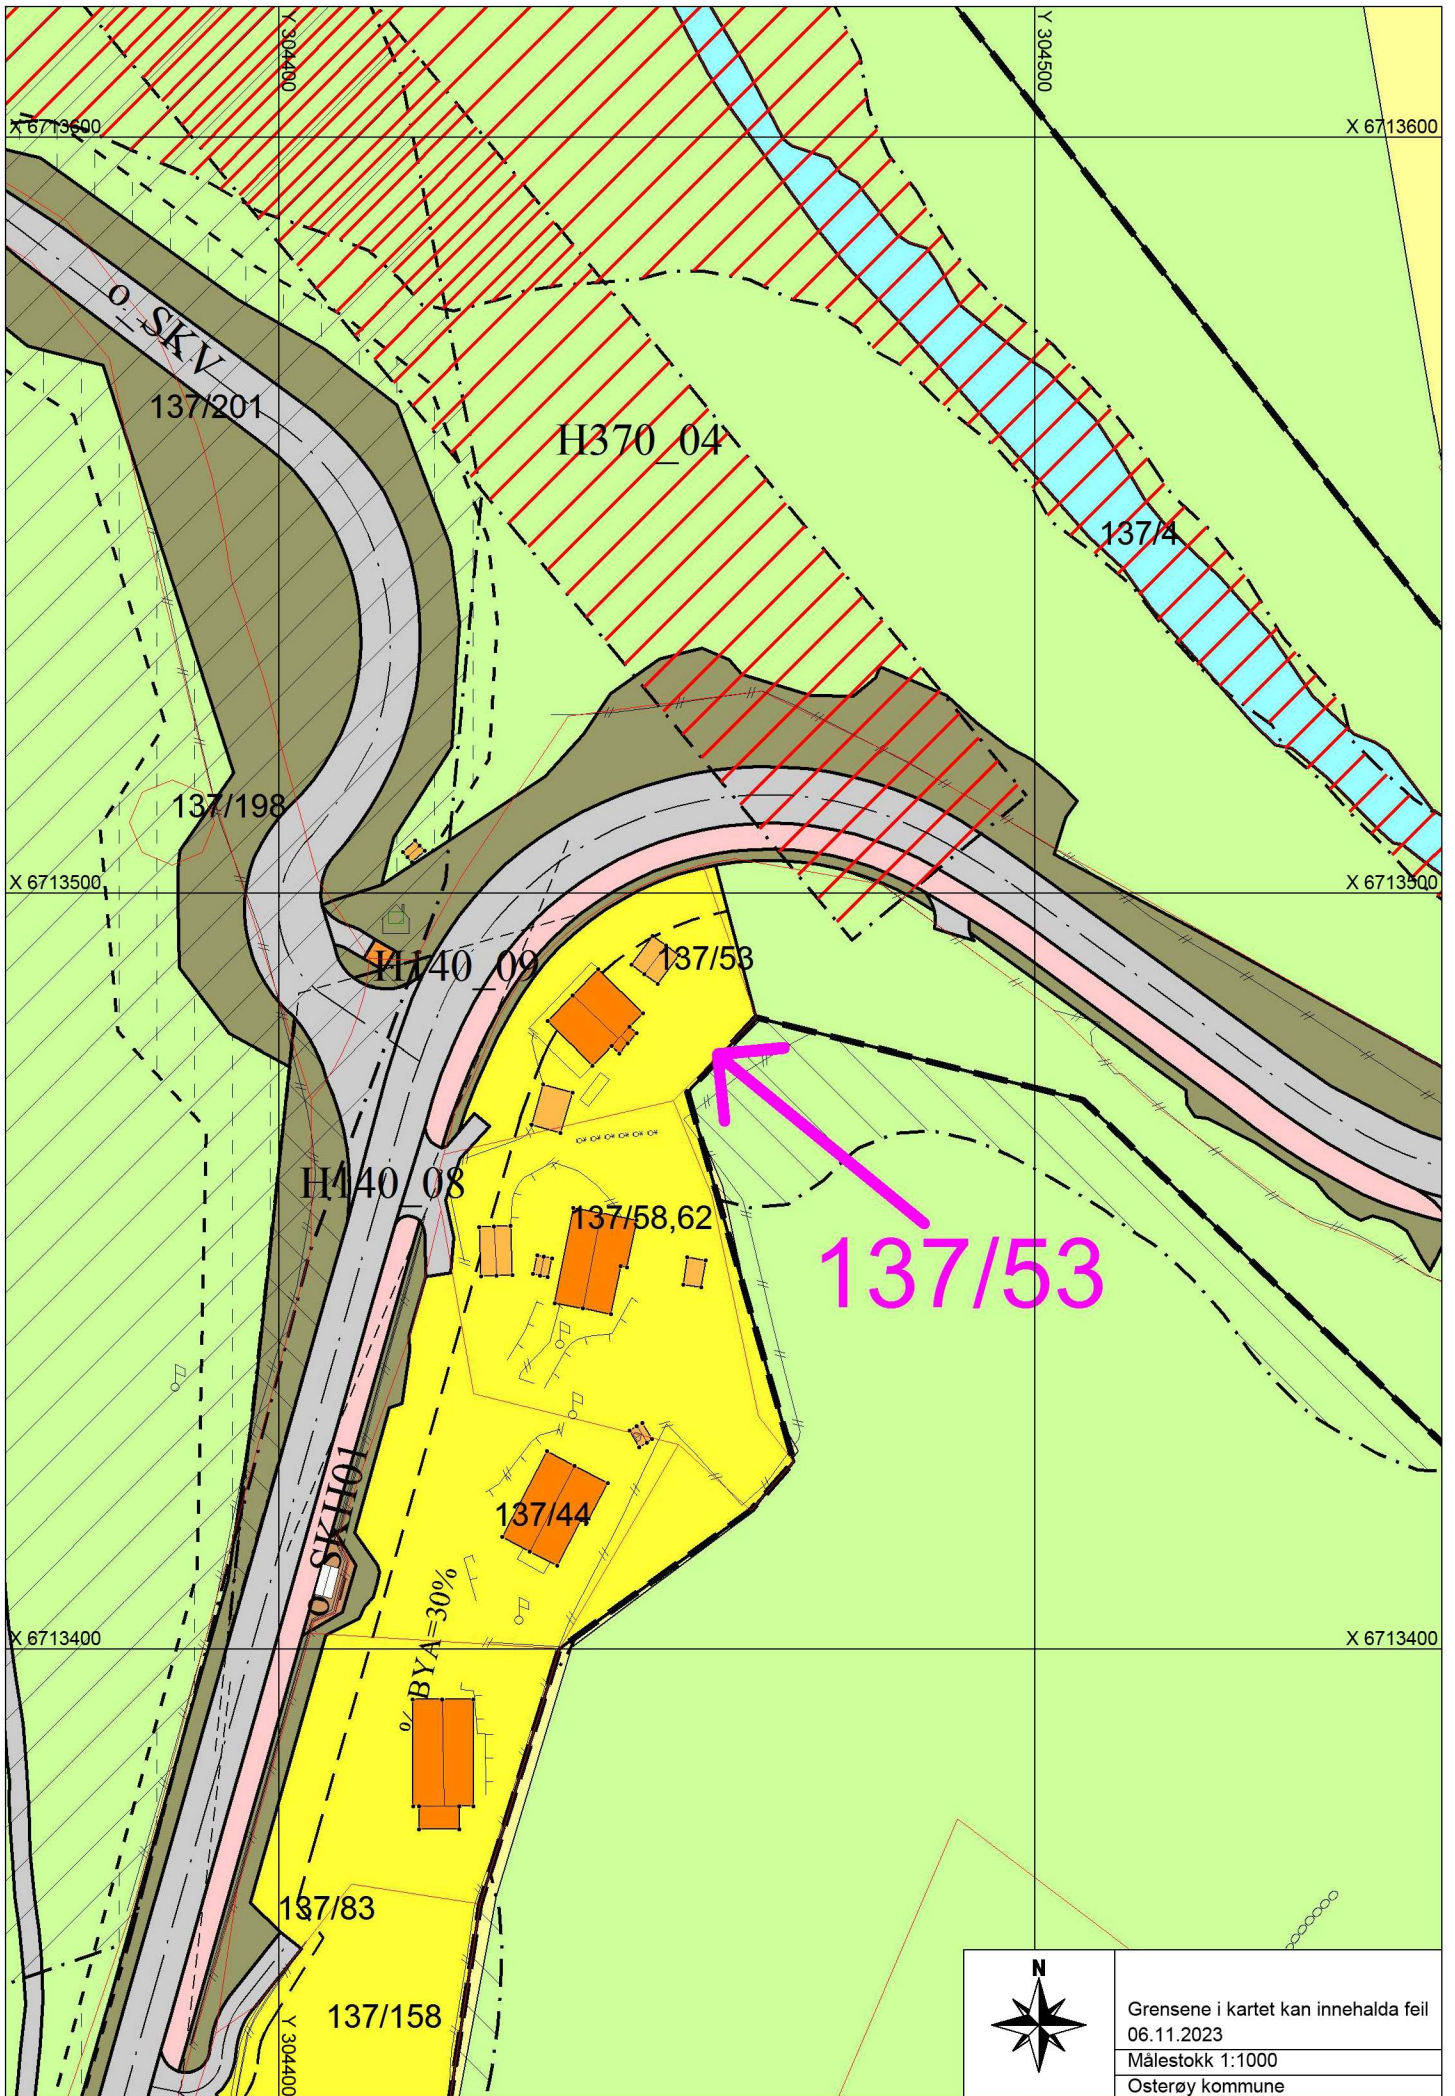 Y 304400
Y 304500
X 6713600
X 6713600
o_SKV
137/201
H370_04
137/4
137/198
X 6713500
X 6713500
H140_09
137/53
H140_08
137/58,62
137/53
o_SKH01
137/44
%BYA=30%
X 6713400
X 6713400
137/83
137/158
Y 304400
N
Grensene i kartet kan innehalda feil
06.11.2023
Målestokk 1:1000
Osterøy kommune